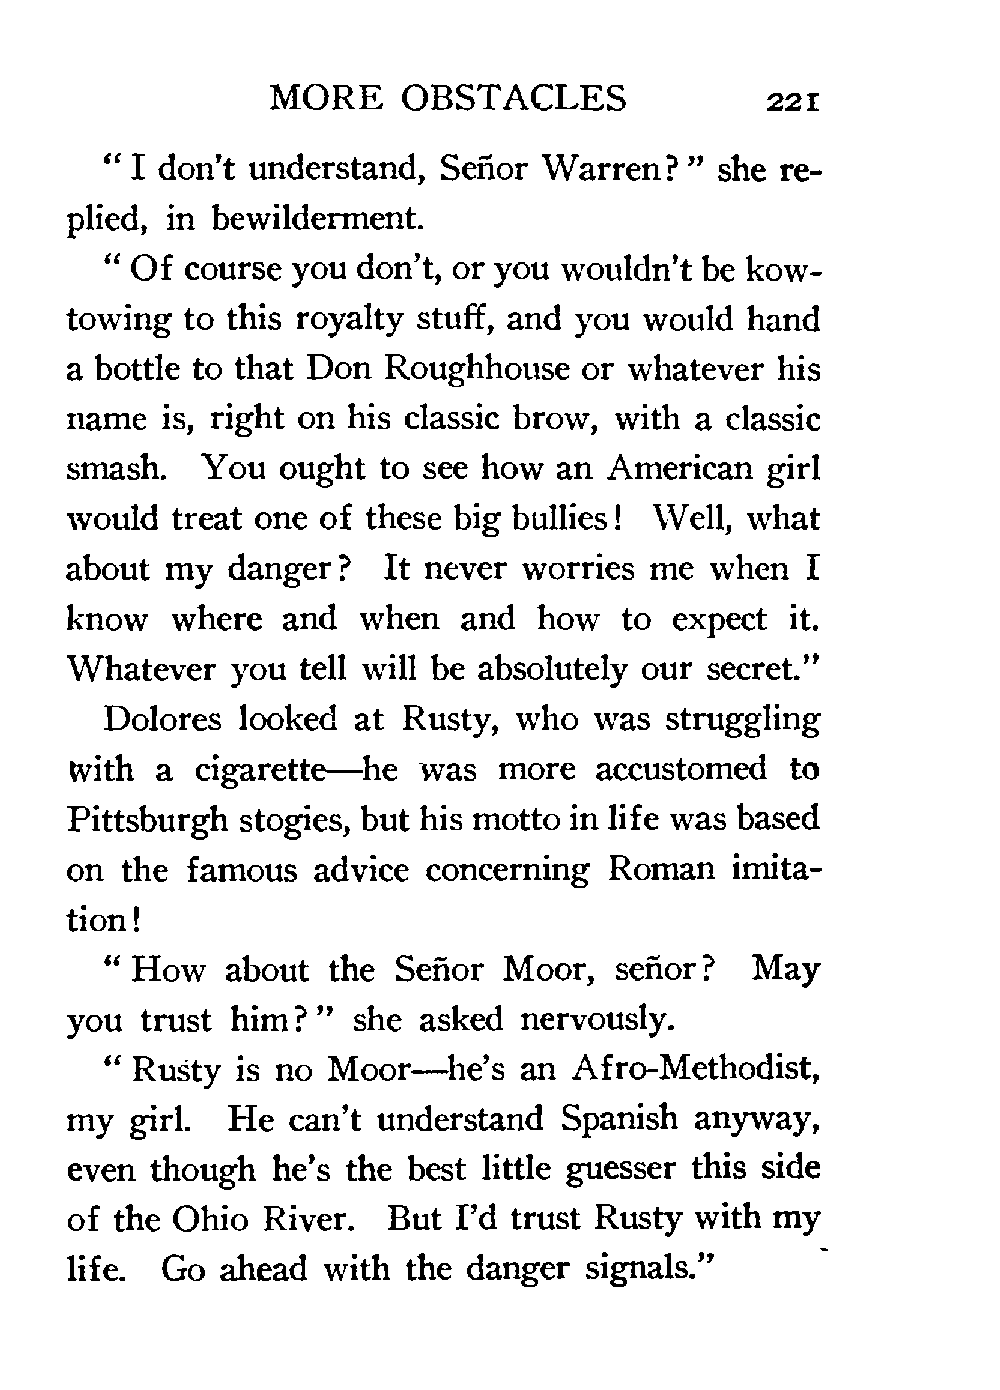 MORE OBSTACLES 221
“ I don't understand, Señor Warren? ” she re-
plied, in bewilderment.
“ Of course you don't, or you wouldn't be kow-
towing to this royalty stuff, and you would hand
a bottle to that Don Roughhouse or whatever his
name is, right on his classic brow, with a classic
smash. You ought to see how an American girl
would treat one of these big bullies! Well, what
about my danger? It never worries me when I
know where and when and how to expect it.
Whatever you tell will be absolutely our secret.”
Dolores looked at Rusty, who was struggling
with a cigarette—he was more accustomed to
Pittsburgh stogies, but his motto in life was based
on the famous advice concerning Roman imita-
tion!
“ How about the Señor Moor, señor? May
you trust him? ” she asked nervously.
“ Rusty is no Moor—he's an Afro-Methodist,
my girl. He can't understand Spanish anyway,
even though he's the best little guesser this side
of the Ohio River. But I'd trust Rusty with my
life. Go ahead with the danger signals.”